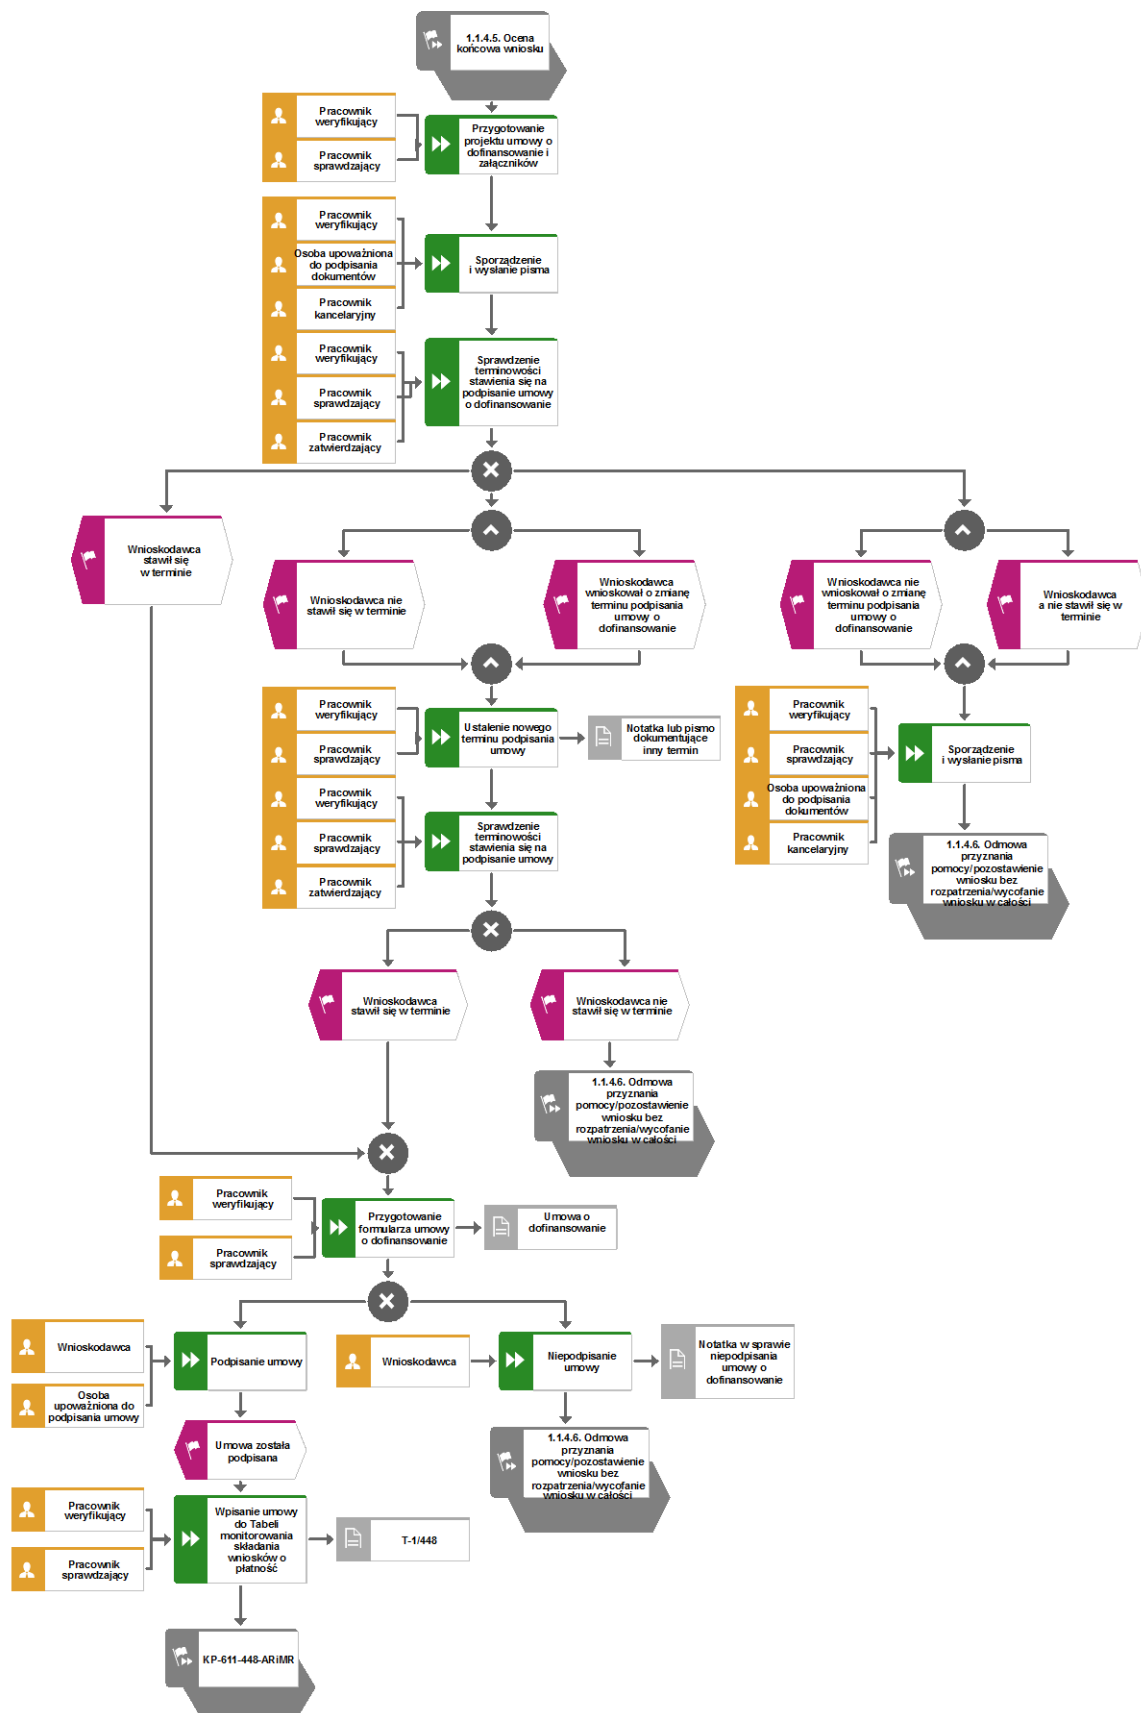 1.1.4.5. Ocena
końcowa wniosku
Pracownik
weryfikujący
Pracownik
sprawdzający
Przygotowanie
projektu umowy o
dofinansowanie i
załączników
Pracownik
weryfikujący
Osoba upoważniona
do podpisania
dokumentów
Pracownik
kancelaryjny
Sporządzenie
i wysłanie pisma
Pracownik
weryfikujący
Pracownik
sprawdzający
Pracownik
zatwierdzający
Sprawdzenie
terminowości
stawienia się na
podpisanie umowy
o dofinansowanie
Wnioskodawca
stawił się
w terminie
Wnioskodawca nie
stawił się w terminie
Wnioskodawca
wnioskował o zmianę
terminu podpisania
umowy o
dofinansowanie
Wnioskodawca nie
wnioskował o zmianę
terminu podpisania
umowy o
dofinansowanie
Wnioskodawca
a nie stawił się w
terminie
Pracownik
weryfikujący
Pracownik
sprawdzający
Ustalenie nowego
terminu podpisania
umowy
Notatka lub pismo
dokumentujące
inny termin
Pracownik
weryfikujący
Pracownik
sprawdzający
Osoba upoważniona
do podpisania
dokumentów
Pracownik
kancelaryjny
Sporządzenie
i wysłanie pisma
Pracownik
weryfikujący
Pracownik
sprawdzający
Pracownik
zatwierdzający
Sprawdzenie
terminowości
stawienia się na
podpisanie umowy
1.1.4.6. Odmowa
przyznania
pomocy/pozostawienie
wniosku bez
rozpatrzenia/wycofanie
wniosku w całości
Wnioskodawca
stawił się w terminie
Wnioskodawca nie
stawił się w terminie
1.1.4.6. Odmowa
przyznania
pomocy/pozostawienie
wniosku bez
rozpatrzenia/wycofanie
wniosku w całości
Pracownik
weryfikujący
Pracownik
sprawdzający
Przygotowanie
formularza umowy
o dofinansowanie
Umowa o
dofinansowanie
Wnioskodawca
Osoba
upoważniona do
podpisania umowy
Podpisanie umowy
Wnioskodawca
Niepodpisanie
umowy
Notatka w sprawie
niepodpisania
umowy o
dofinansowanie
Umowa została
podpisana
1.1.4.6. Odmowa
przyznania
pomocy/pozostawienie
wniosku bez
rozpatrzenia/wycofanie
wniosku w całości
Pracownik
weryfikujący
Pracownik
sprawdzający
Wpisanie umowy
do Tabeli
monitorowania
składania
wniosków o
płatność
T-1/448
KP-611-448-ARiMR